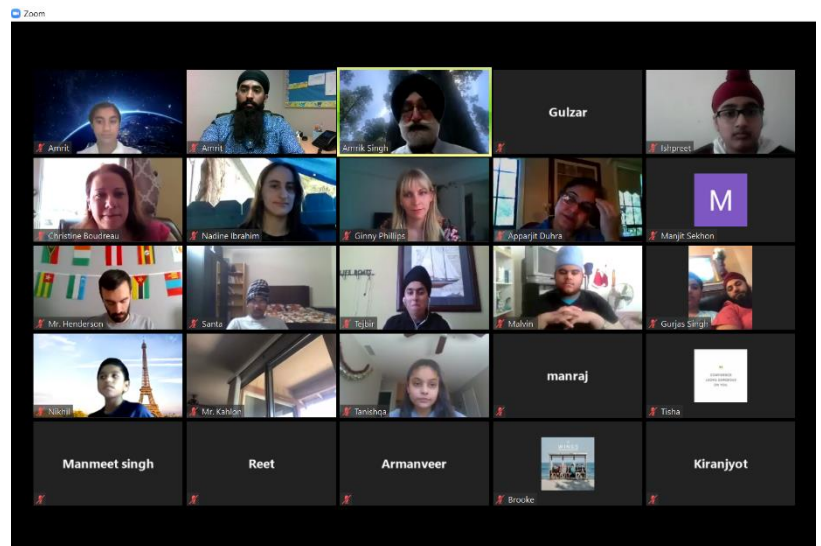 Zoom
Amrit
Amrit
Amrik Singh
Gulzar
Ishpreet
Christine Boudreau
Nadine Ibrahim
Ginny Phillips
Apparjit Duhra
M
Manjit Sekhon
Mr. Henderson
Santa
Tejbir
Malvin
Gurjas Singh
Nikhil
Mr. Kahlon
Tanishqa
manraj
Tisha
Manmeet singh
Reet
Armanveer
Brooke
Kiranjyot